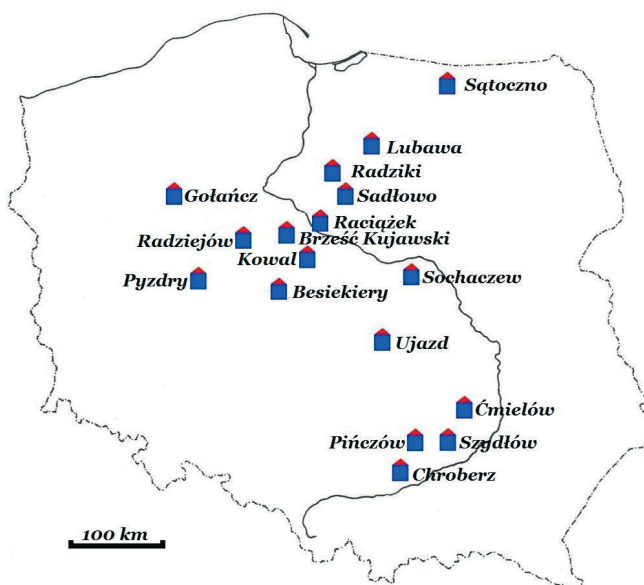 Sątoczno
Lubawa
Radziki
Gołańcz
Sadłowo
Raciążek
Radziejów
Brześć Kujawski
Kowal
Pyzdry
Besiekiery
Sochaczew
Ujazd
Ćmielów
Pińczów
Szydłów
Chroberz
100 km